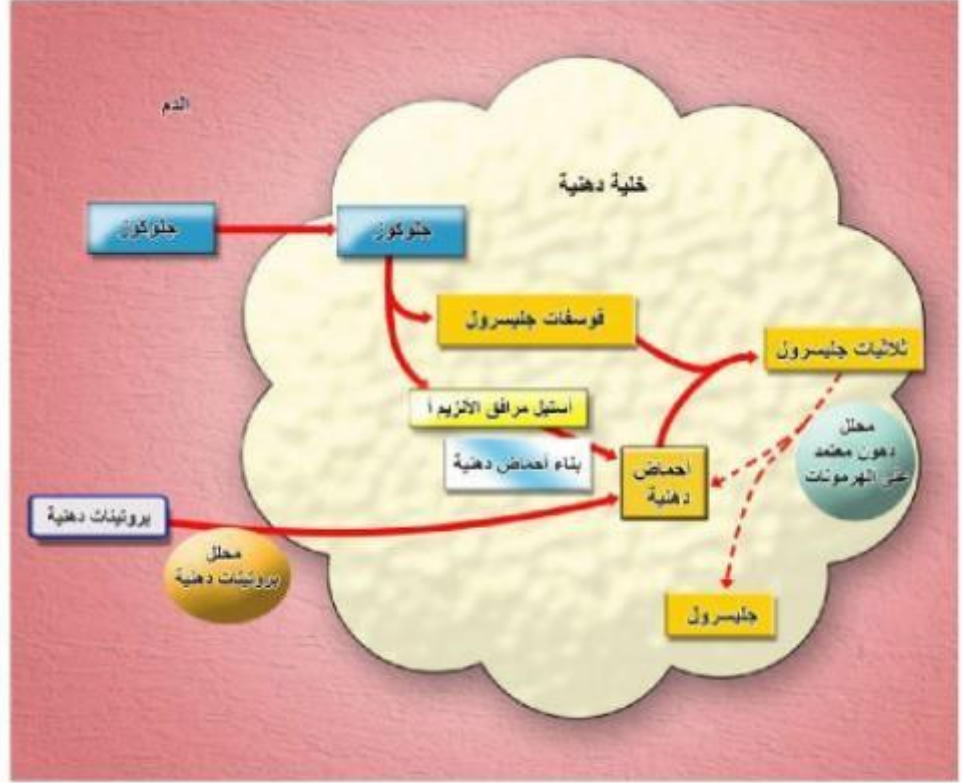 الدم
خلية دهنية
جلوكوز
جلوكوز
فوسفات جليسرول
ثلاثيات جليسرول
أستيل مرافق الأنزيم أ
بناء أحماض دهنية
أحماض
دهنية
محلل
دهون معتمد
على الهرمونات
بروتينات دهنية
محلل
بروتينات دهنية
جليسرول